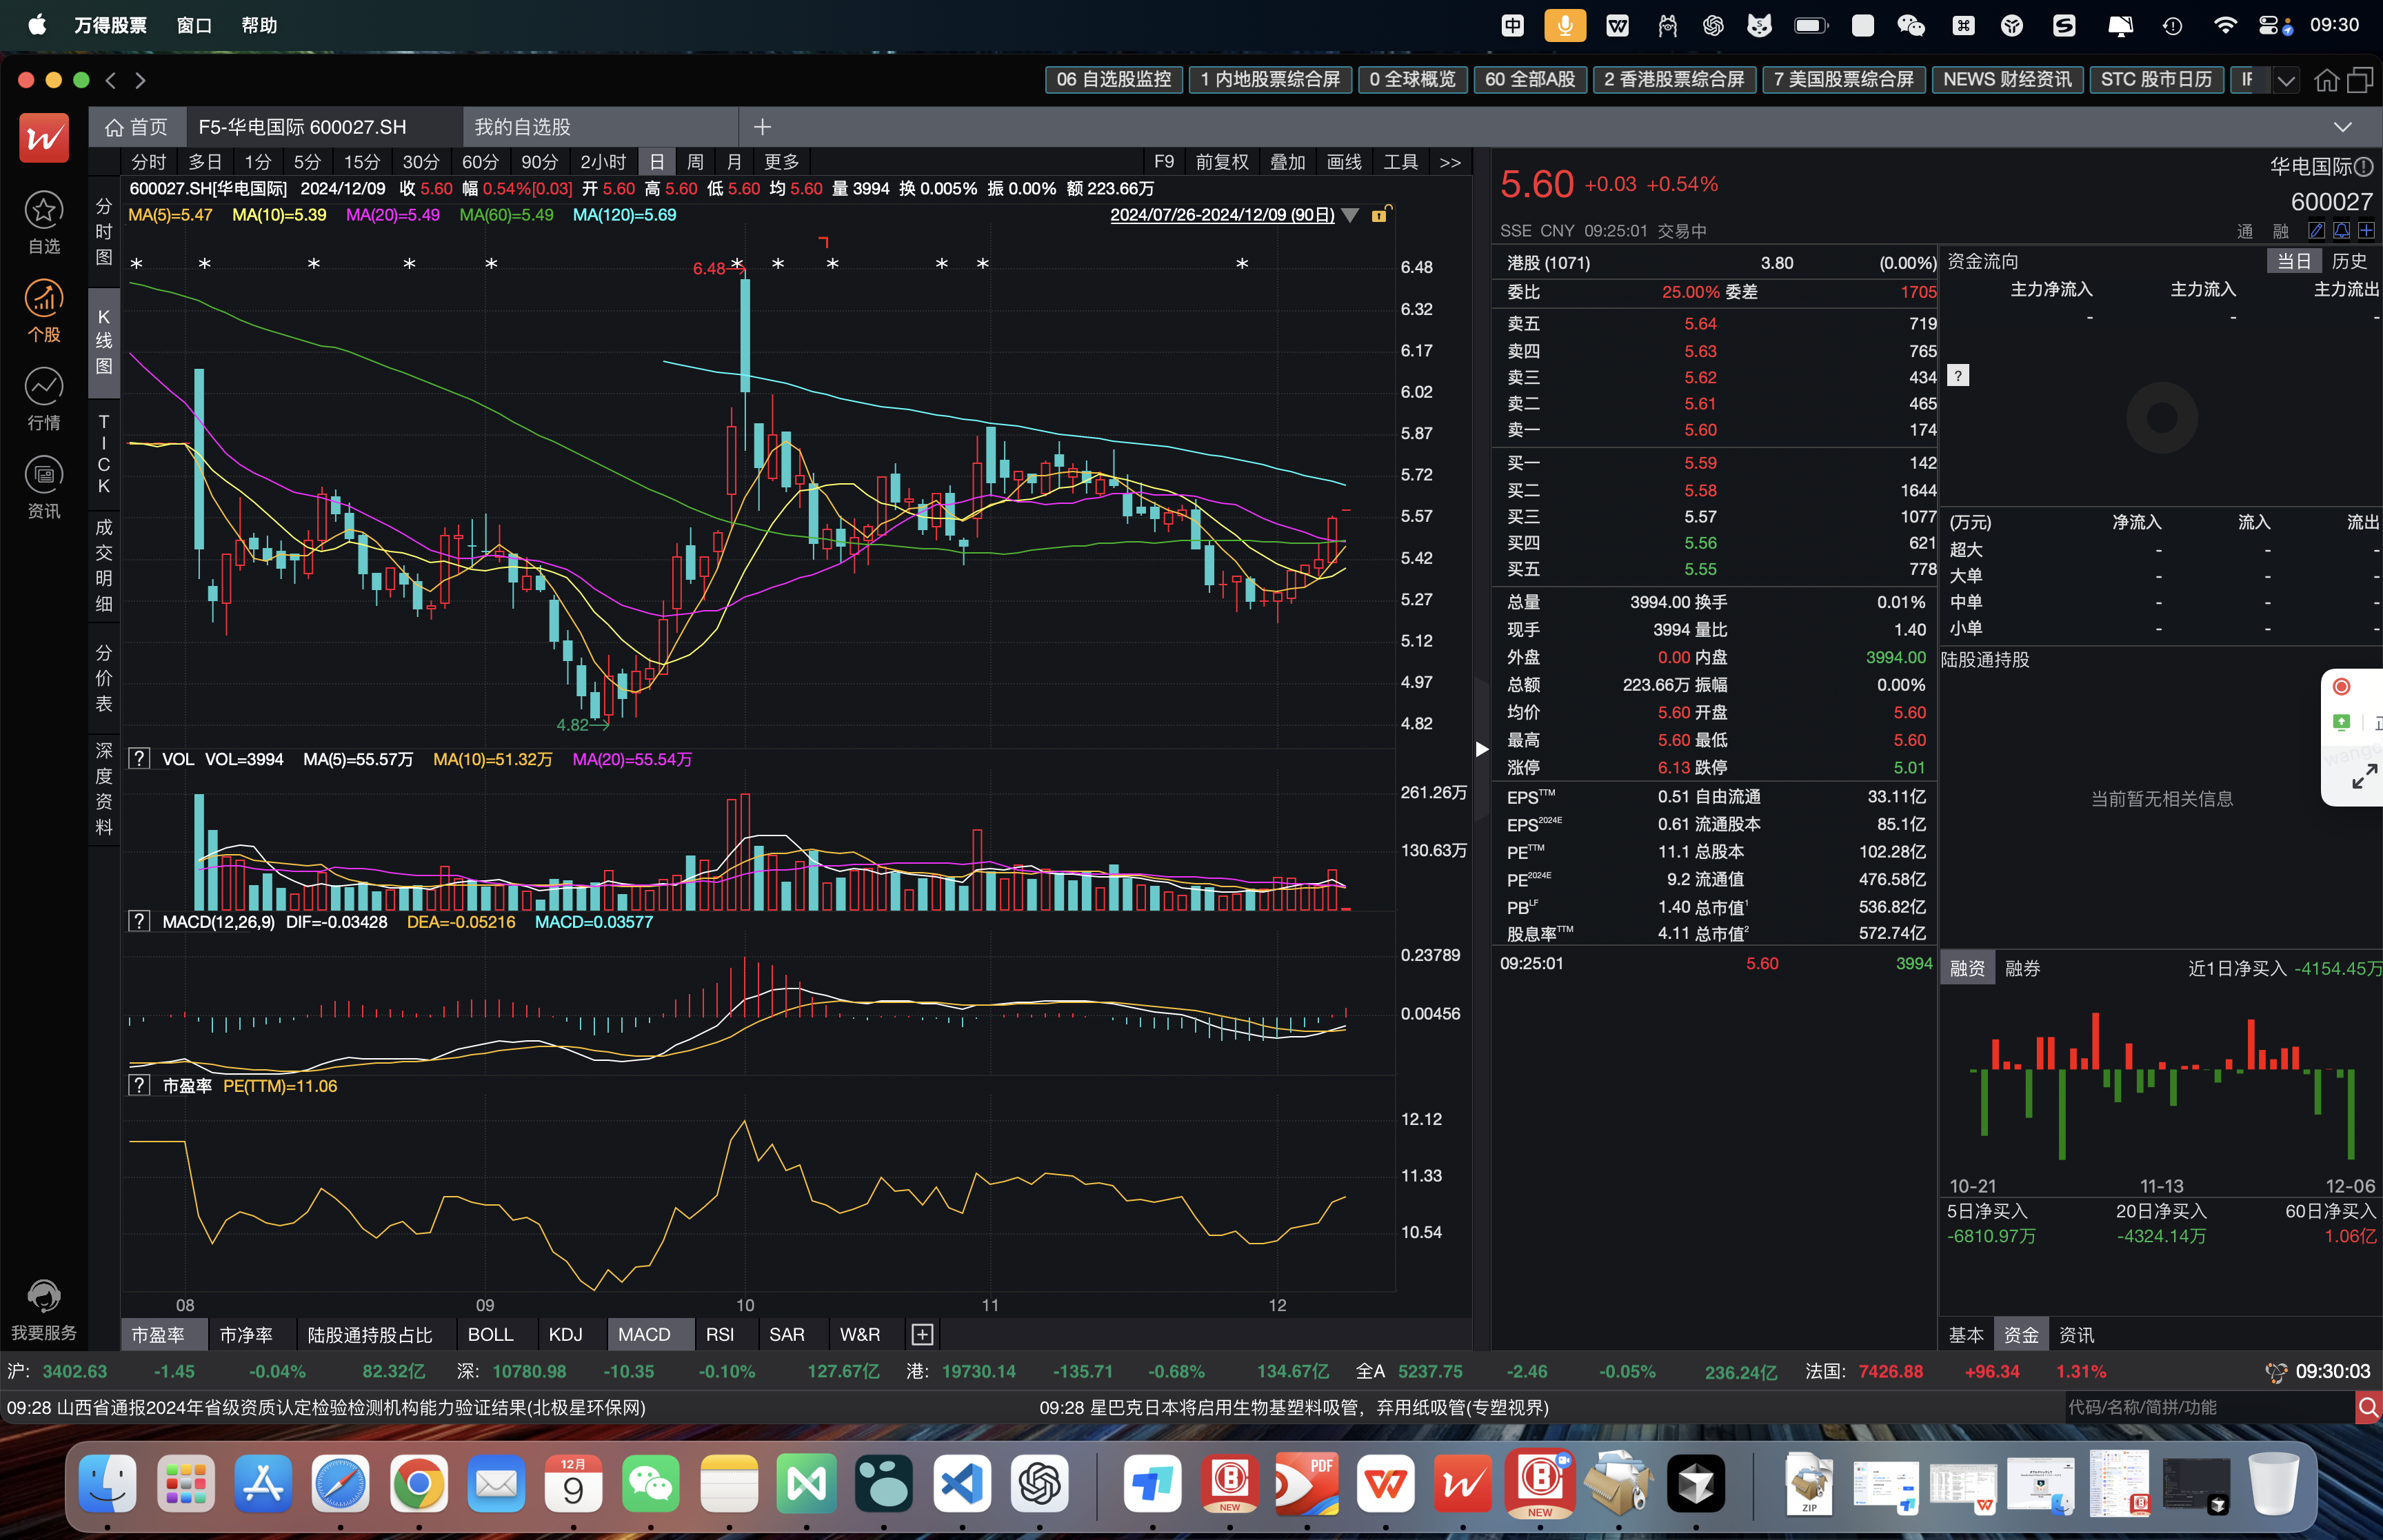 万得股票 窗口 帮助 中 09:30
06 自选股监控 1 内地股票综合屏 0 全球概览 60 全部A股 2 香港股票综合屏 7 美国股票综合屏 NEWS 财经资讯 STC 股市日历
首页 F5-华电国际 600027.SH 我的自选股
自选
个股
行情
资讯
我要服务
分时 多日 1分 5分 15分 30分 60分 90分 2小时 日 周 月 更多 F9 前复权 叠加 画线 工具 >>
分时图
K线图
TICK
成交明细
分价表
深度资料
600027.SH[华电国际] 2024/12/09 收 5.60 幅 0.54%[0.03] 开 5.60 高 5.60 低 5.60 均 5.60 量 3994 换 0.005% 振 0.00% 额 223.66万
MA(5)=5.47 MA(10)=5.39 MA(20)=5.49 MA(60)=5.49 MA(120)=5.69 2024/07/26-2024/12/09 (90日)
6.48
4.82
6.48
6.32
6.17
6.02
5.87
5.72
5.57
5.42
5.27
5.12
4.97
4.82
? VOL VOL=3994 MA(5)=55.57万 MA(10)=51.32万 MA(20)=55.54万
261.26万
130.63万
? MACD(12,26,9) DIF=-0.03428 DEA=-0.05216 MACD=0.03577
0.23789
0.00456
? 市盈率 PE(TTM)=11.06
12.12
11.33
10.54
08 09 10 11 12
市盈率 市净率 陆股通持股占比 BOLL KDJ MACD RSI SAR W&R
5.60 +0.03 +0.54%
华电国际
600027
SSE CNY 09:25:01 交易中 通 融
港股 (1071) 3.80 (0.00%)
委比 25.00% 委差 1705
卖五 5.64 719
卖四 5.63 765
卖三 5.62 434
卖二 5.61 465
卖一 5.60 174
买一 5.59 142
买二 5.58 1644
买三 5.57 1077
买四 5.56 621
买五 5.55 778
总量 3994.00 换手 0.01%
现手 3994 量比 1.40
外盘 0.00 内盘 3994.00
总额 223.66万 振幅 0.00%
均价 5.60 开盘 5.60
最高 5.60 最低 5.60
涨停 6.13 跌停 5.01
EPS TTM 0.51 自由流通 33.11亿
EPS 2024E 0.61 流通股本 85.1亿
PE TTM 11.1 总股本 102.28亿
PE 2024E 9.2 流通值 476.58亿
PB LF 1.40 总市值1 536.82亿
股息率 TTM 4.11 总市值2 572.74亿
09:25:01 5.60 3994
资金流向 当日 历史
主力净流入 主力流入 主力流出
- - -
?
(万元) 净流入 流入 流出
超大 - - -
大单 - - -
中单 - - -
小单 - - -
陆股通持股
当前暂无相关信息
融资 融券 近1日净买入 -4154.45万
10-21 11-13 12-06
5日净买入 20日净买入 60日净买入
-6810.97万 -4324.14万 1.06亿
基本 资金 资讯
沪: 3402.63 -1.45 -0.04% 82.32亿 深: 10780.98 -10.35 -0.10% 127.67亿 港: 19730.14 -135.71 -0.68% 134.67亿 全A 5237.75 -2.46 -0.05% 236.24亿 法国: 7426.88 +96.34 1.31% 09:30:03
09:28 山西省通报2024年省级资质认定检验检测机构能力验证结果(北极星环保网) 09:28 星巴克日本将启用生物基塑料吸管，弃用纸吸管(专塑视界) 代码/名称/简拼/功能
12月
9
NEW
PDF
NEW
ZIP